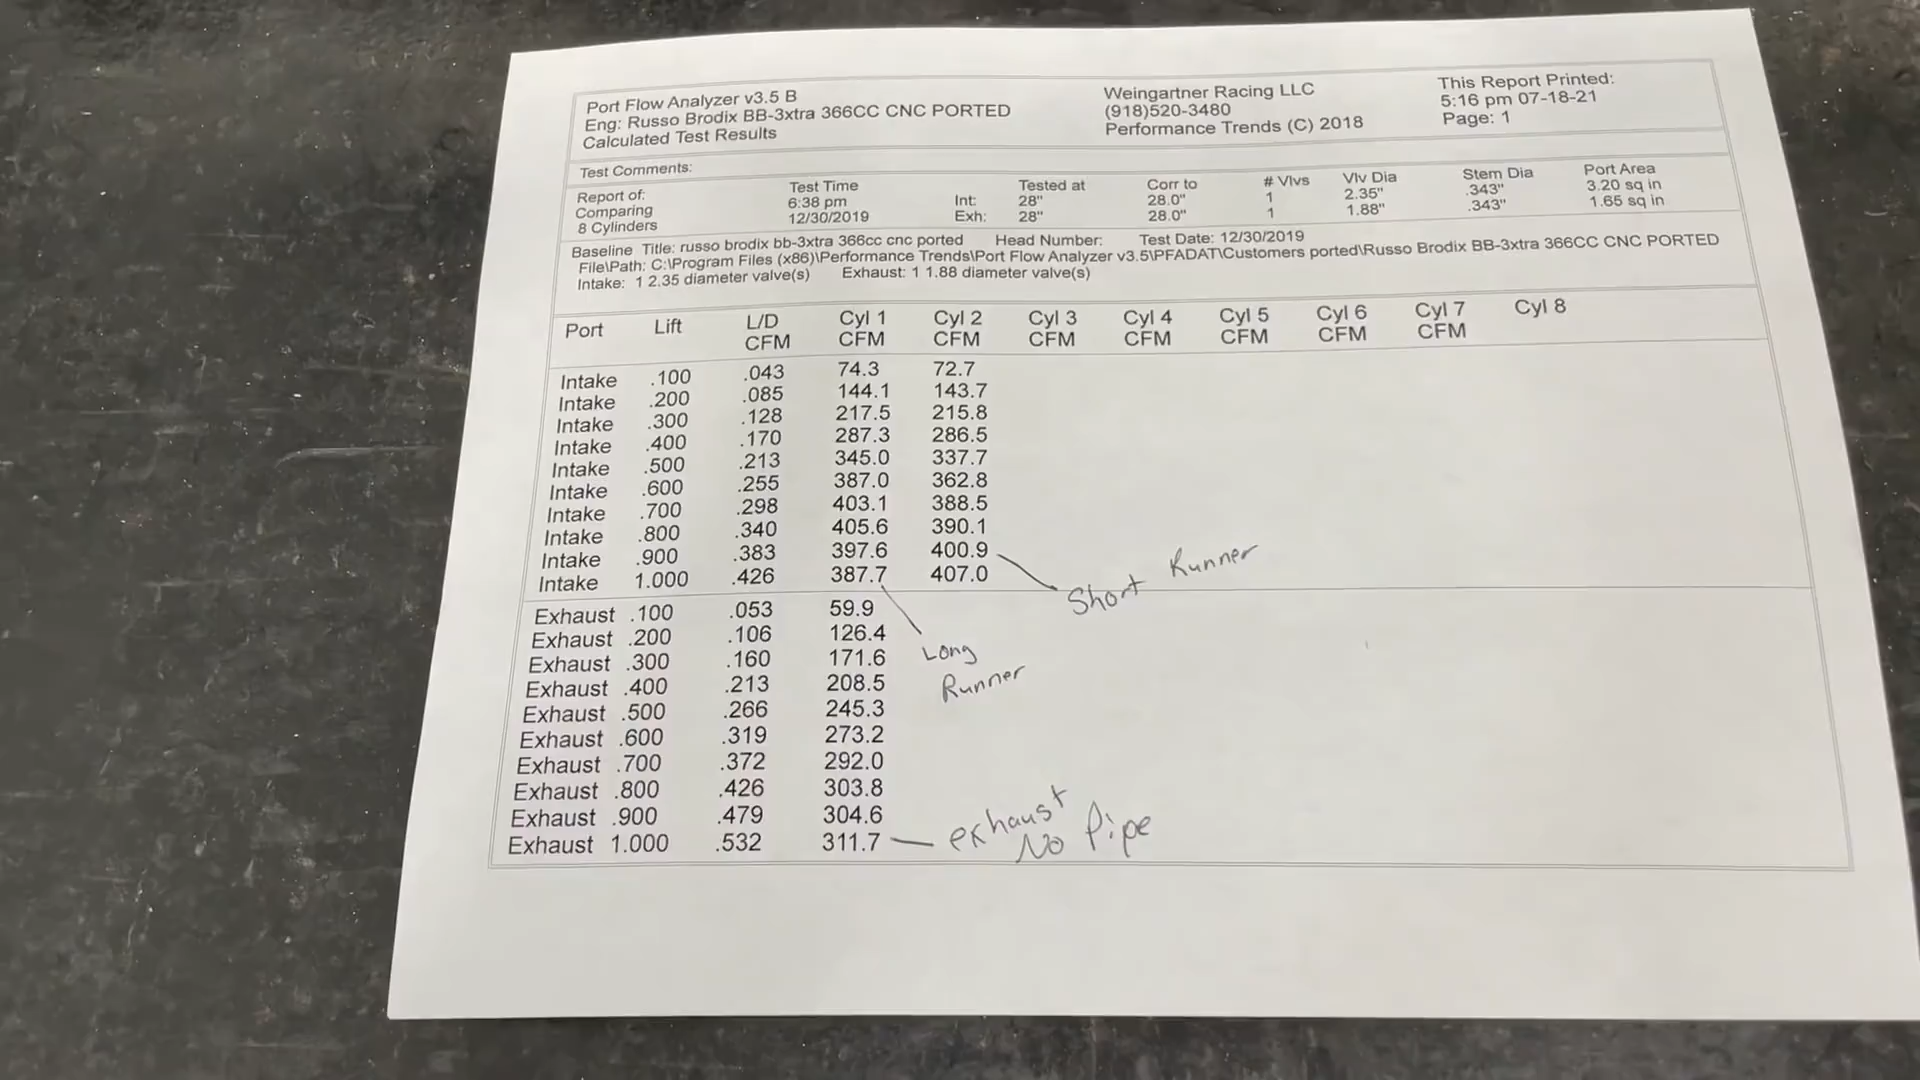 Port Flow Analyzer v3.5 B
Eng: Russo Brodix BB-3xtra 366CC CNC PORTED
Calculated Test Results
Weingartner Racing LLC
(918)520-3480
Performance Trends (C) 2018
This Report Printed:
5:16 pm 07-18-21
Page: 1
Test Comments:
Report of: Test Time Tested at Corr to # Vlvs Vlv Dia Stem Dia Port Area
Comparing 6:38 pm Int: 28" 28.0" 1 2.35" .343" 3.20 sq in
8 Cylinders 12/30/2019 Exh: 28" 28.0" 1 1.88" .343" 1.65 sq in
Baseline Title: russo brodix bb-3xtra 366cc cnc ported Head Number: Test Date: 12/30/2019
File\Path: C:\Program Files (x86)\Performance Trends\Port Flow Analyzer v3.5\PFADAT\Customers ported\Russo Brodix BB-3xtra 366CC CNC PORTED
Intake: 1 2.35 diameter valve(s) Exhaust: 1 1.88 diameter valve(s)
Port Lift L/D Cyl 1 Cyl 2 Cyl 3 Cyl 4 Cyl 5 Cyl 6 Cyl 7 Cyl 8
CFM CFM CFM CFM CFM CFM CFM CFM
Intake .100 .043 74.3 72.7
Intake .200 .085 144.1 143.7
Intake .300 .128 217.5 215.8
Intake .400 .170 287.3 286.5
Intake .500 .213 345.0 337.7
Intake .600 .255 387.0 362.8
Intake .700 .298 403.1 388.5
Intake .800 .340 405.6 390.1
Intake .900 .383 397.6 400.9
Intake 1.000 .426 387.7 407.0
Short Runner
Exhaust .100 .053 59.9
Exhaust .200 .106 126.4
Exhaust .300 .160 171.6
Exhaust .400 .213 208.5
Exhaust .500 .266 245.3
Exhaust .600 .319 273.2
Exhaust .700 .372 292.0
Exhaust .800 .426 303.8
Exhaust .900 .479 304.6
Exhaust 1.000 .532 311.7
Long
Runner
exhaust
No Pipe